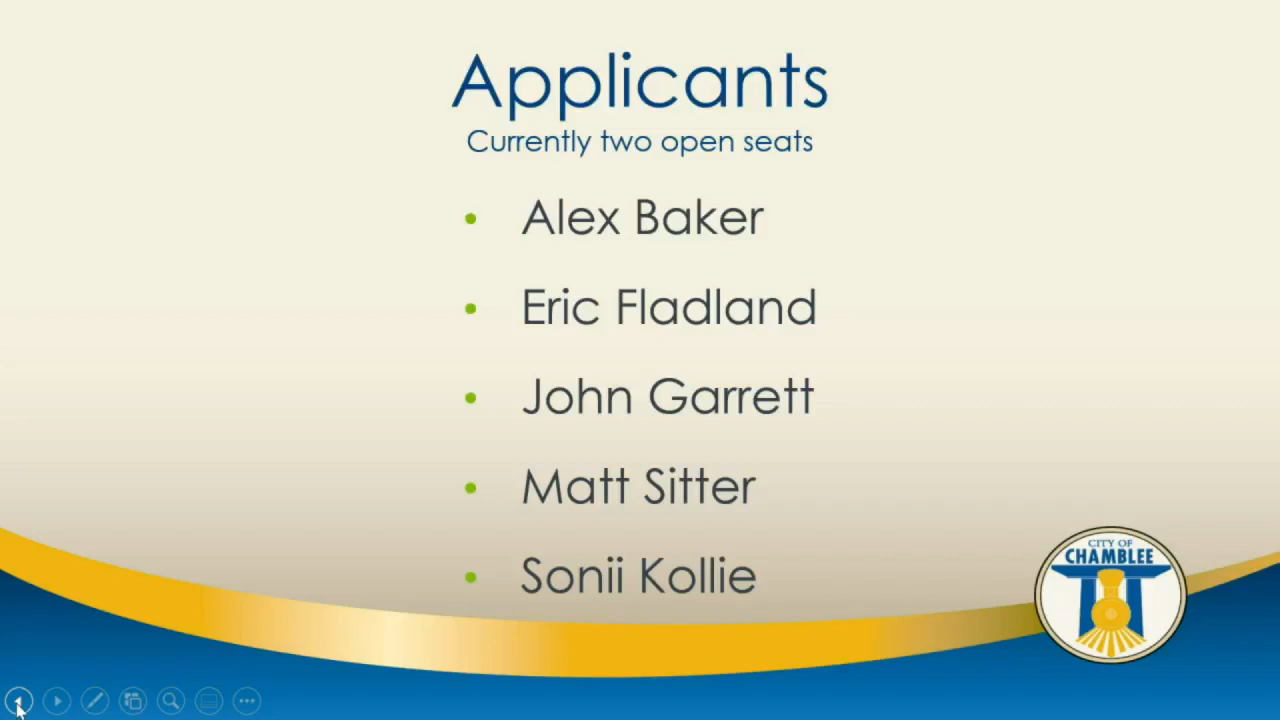 Applicants
Currently two open seats
• Alex Baker
• Eric Fladland
• John Garrett
• Matt Sitter
• Sonii Kollie
CITY OF
CHAMBLEE